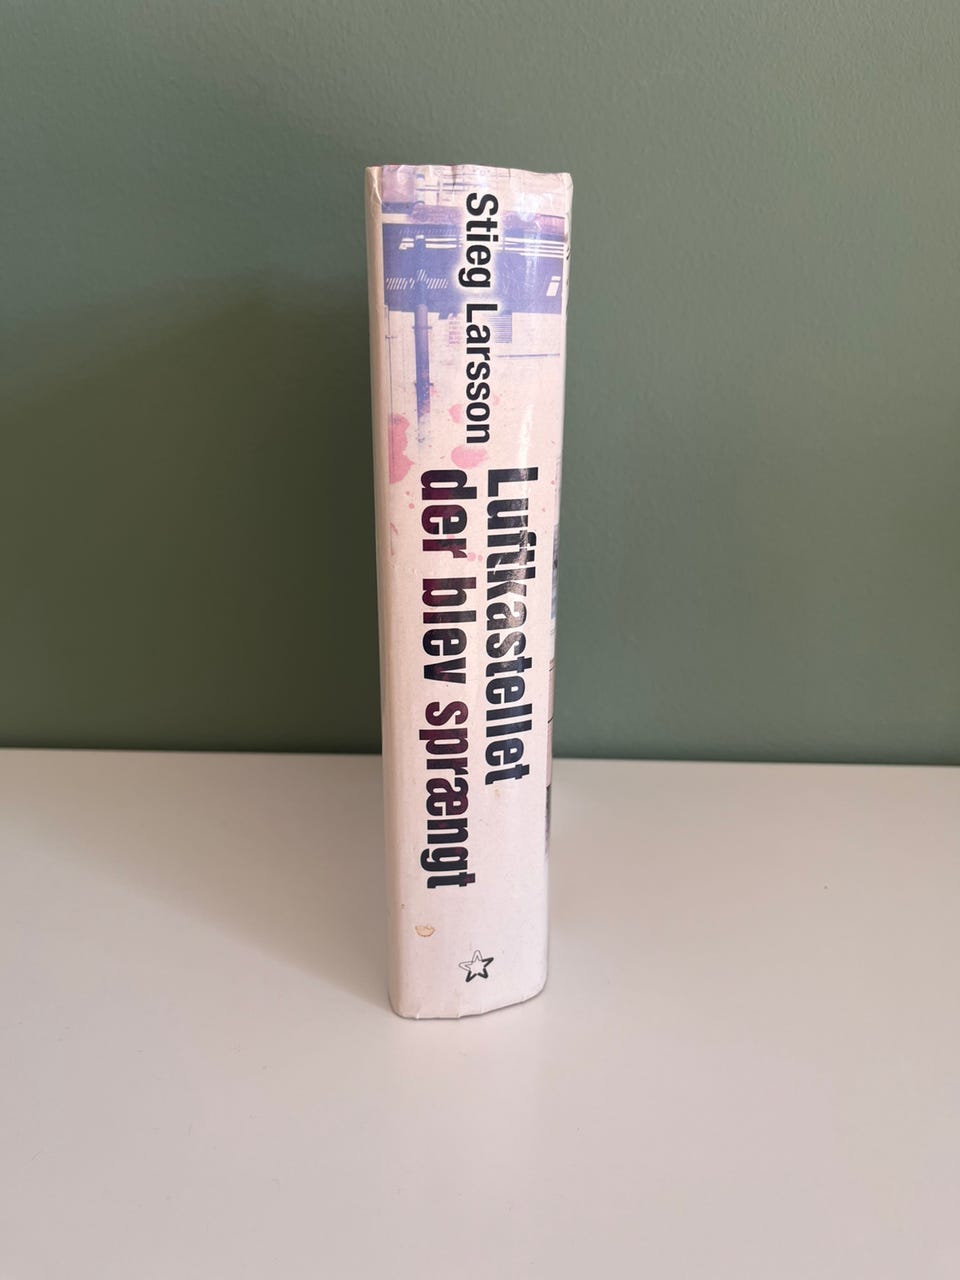 Stieg Larsson
Luftkastellet
der blev sprængt